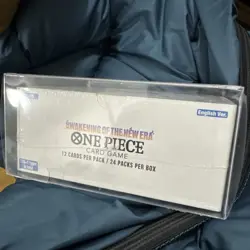 English Ver.
AWAKENING OF THE NEW ERA
ONE PIECE
CARD GAME
12 CARDS PER PACK / 24 PACKS PER BOX